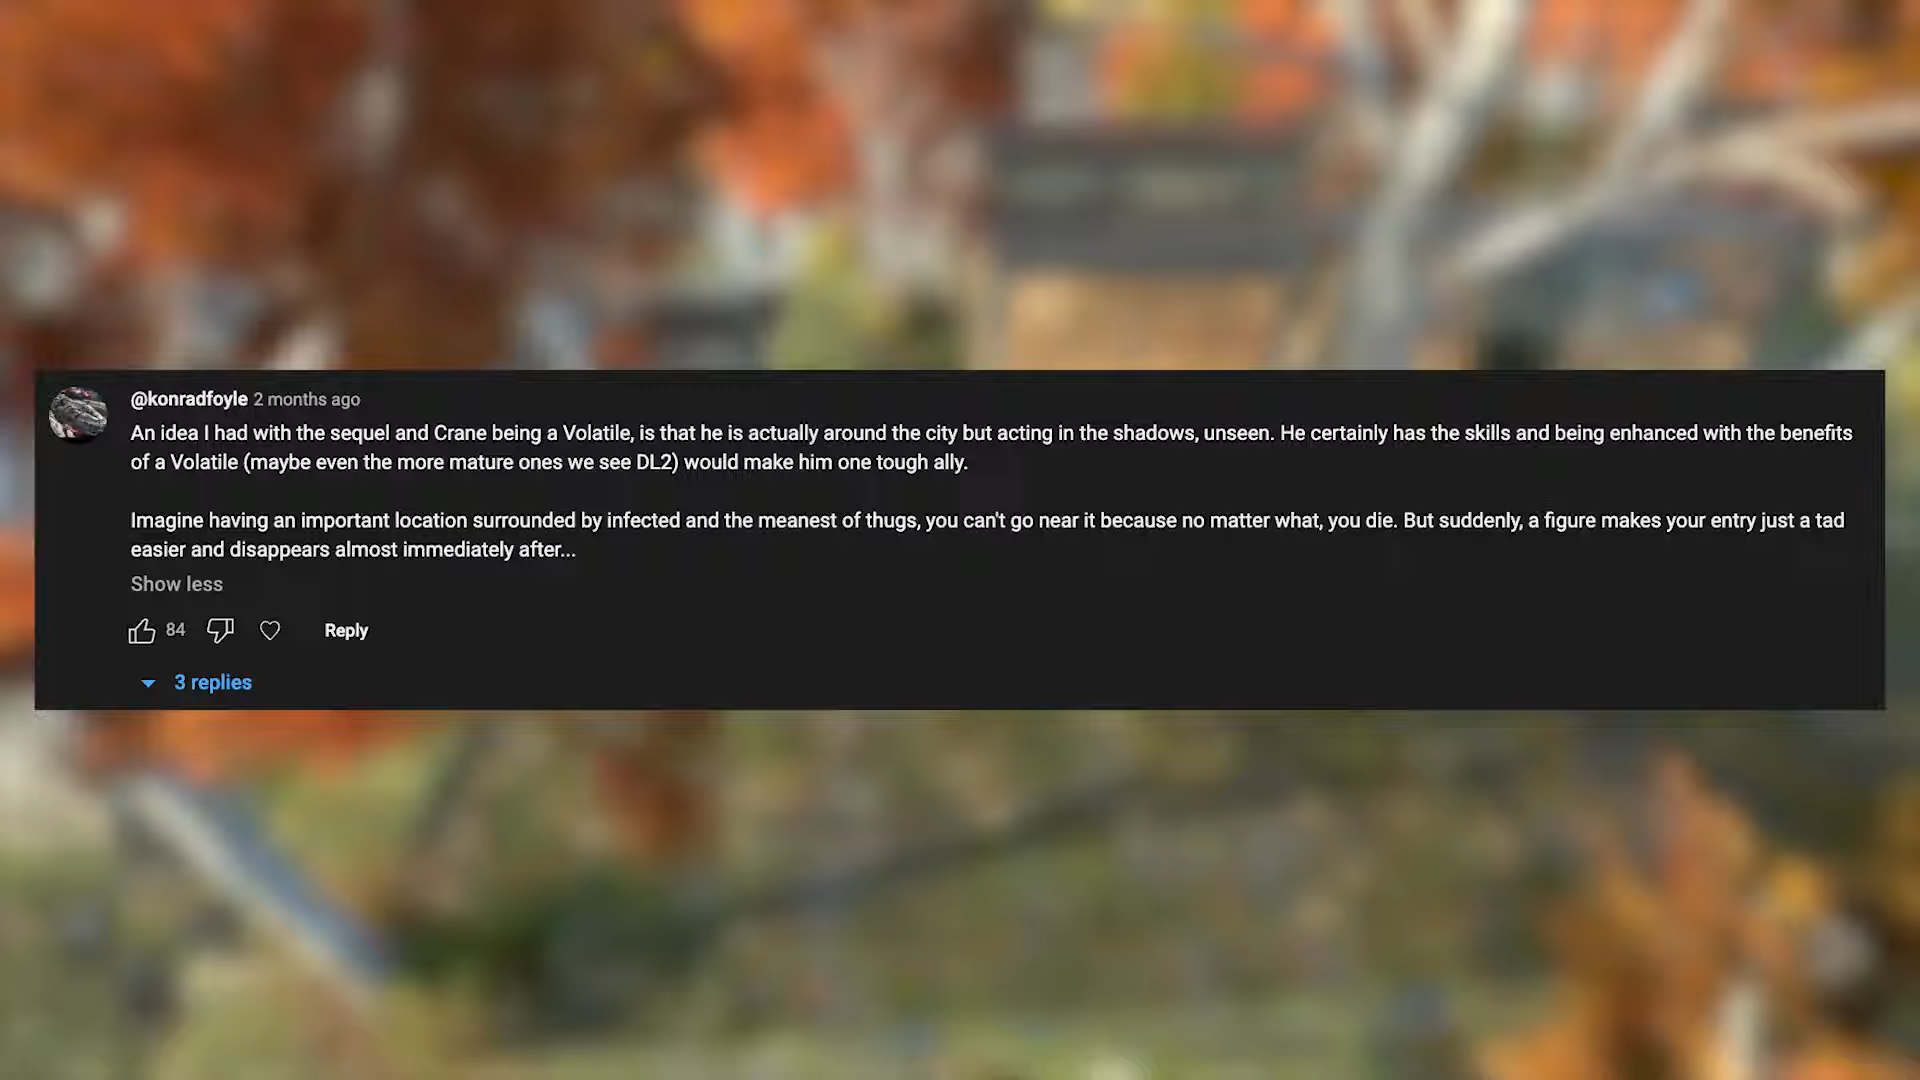 @konradfoyle 2 months ago
An idea I had with the sequel and Crane being a Volatile, is that he is actually around the city but acting in the shadows, unseen. He certainly has the skills and being enhanced with the benefits
of a Volatile (maybe even the more mature ones we see DL2) would make him one tough ally.
Imagine having an important location surrounded by infected and the meanest of thugs, you can't go near it because no matter what, you die. But suddenly, a figure makes your entry just a tad
easier and disappears almost immediately after...
Show less
84 Reply
3 replies